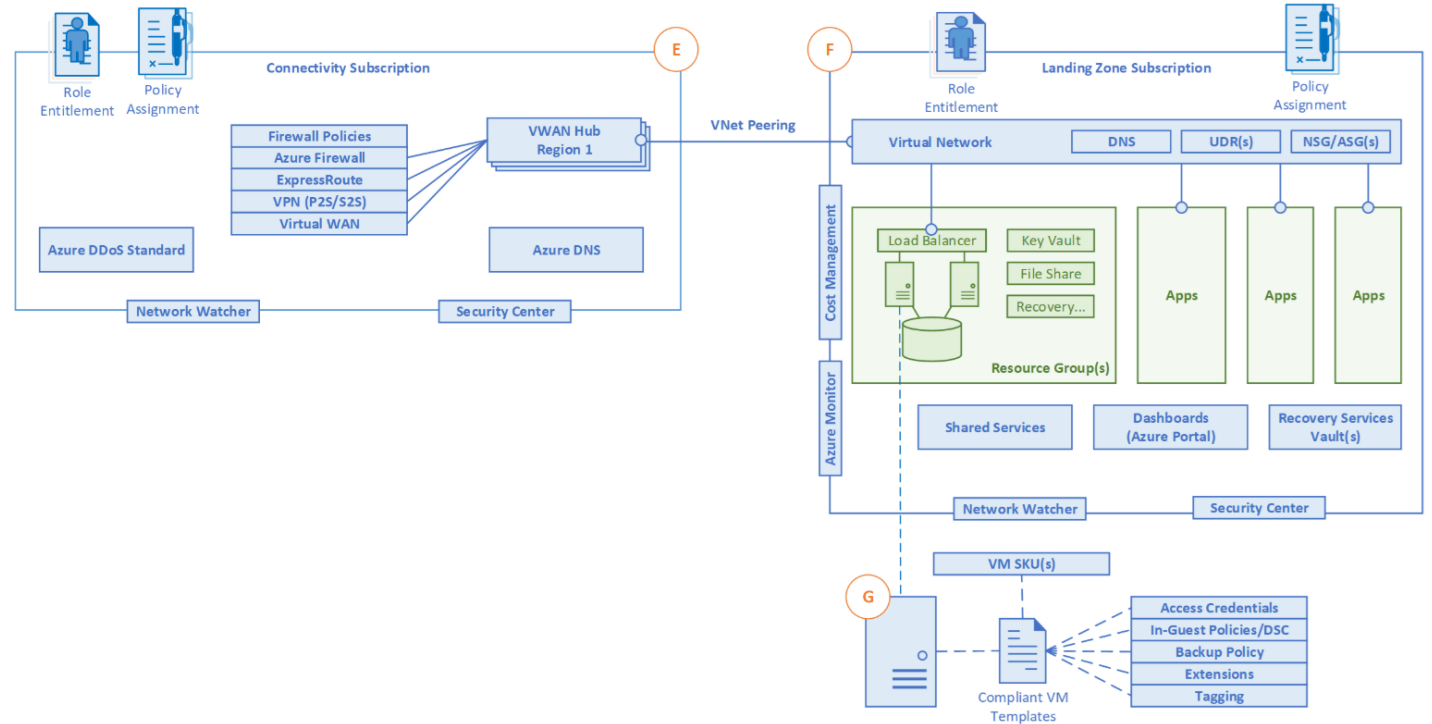 E
F
Connectivity Subscription
Role
Entitlement
Policy
Assignment
Firewall Policies
Azure Firewall
ExpressRoute
VPN (P2S/S2S)
Virtual WAN
VWAN Hub
Region 1
Azure DDoS Standard
Azure DNS
Network Watcher
Security Center
VNet Peering
Landing Zone Subscription
Role
Entitlement
Policy
Assignment
Virtual Network
DNS
UDR(s)
NSG/ASG(s)
Cost Management
Azure Monitor
Load Balancer
Key Vault
File Share
Recovery...
Resource Group(s)
Apps
Apps
Apps
Shared Services
Dashboards
(Azure Portal)
Recovery Services
Vault(s)
Network Watcher
Security Center
VM SKU(s)
G
Compliant VM
Templates
Access Credentials
In-Guest Policies/DSC
Backup Policy
Extensions
Tagging